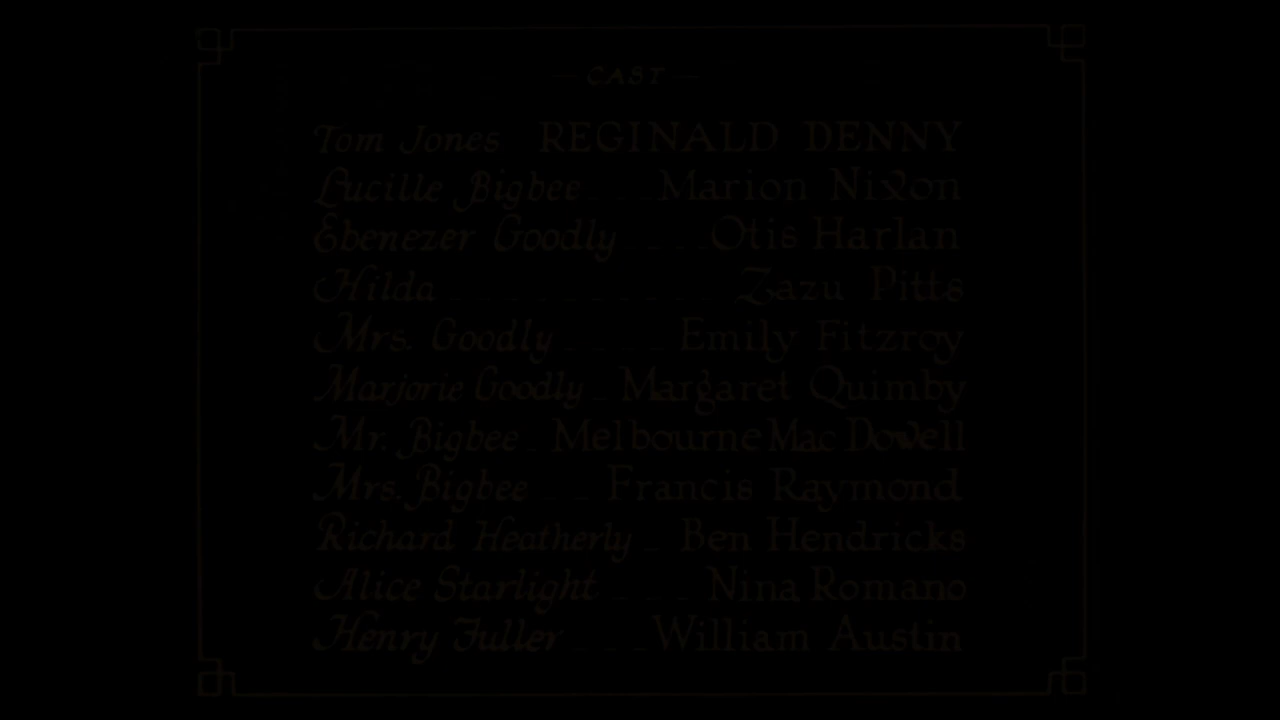 — CAST —
Tom Jones REGINALD DENNY
Lucille Bigbee . . . Marion Nixon
Ebenezer Goodly . . . Otis Harlan
Hilda . . . . . . . . . Zazu Pitts
Mrs. Goodly . . . . Emily Fitzroy
Marjorie Goodly . Margaret Quimby
Mr. Bigbee . Melbourne MacDowell
Mrs. Bigbee . . Francis Raymond
Richard Heatherly . Ben Hendricks
Alice Starlight . . . Nina Romano
Henry Fuller . . . William Austin